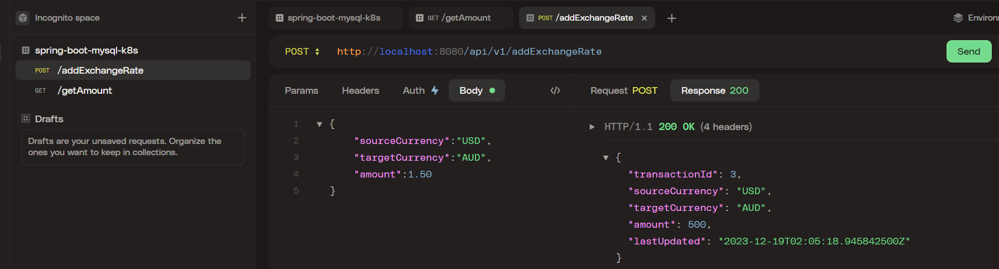 Incognito space
spring-boot-mysql-k8s
POST /addExchangeRate
GET /getAmount
Drafts
Drafts are your unsaved requests. Organize the
ones you want to keep in collections.
spring-boot-mysql-k8s
GET /getAmount
POST /addExchangeRate
POST http://localhost:8080/api/v1/addExchangeRate
Send
Params Headers Auth Body
1 {
2 "sourceCurrency":"USD",
3 "targetCurrency":"AUD",
4 "amount":1.50
5 }
Request POST Response 200
HTTP/1.1 200 OK (4 headers)
{
"transactionId": 3,
"sourceCurrency": "USD",
"targetCurrency": "AUD",
"amount": 500,
"lastUpdated": "2023-12-19T02:05:18.945842500Z"
}